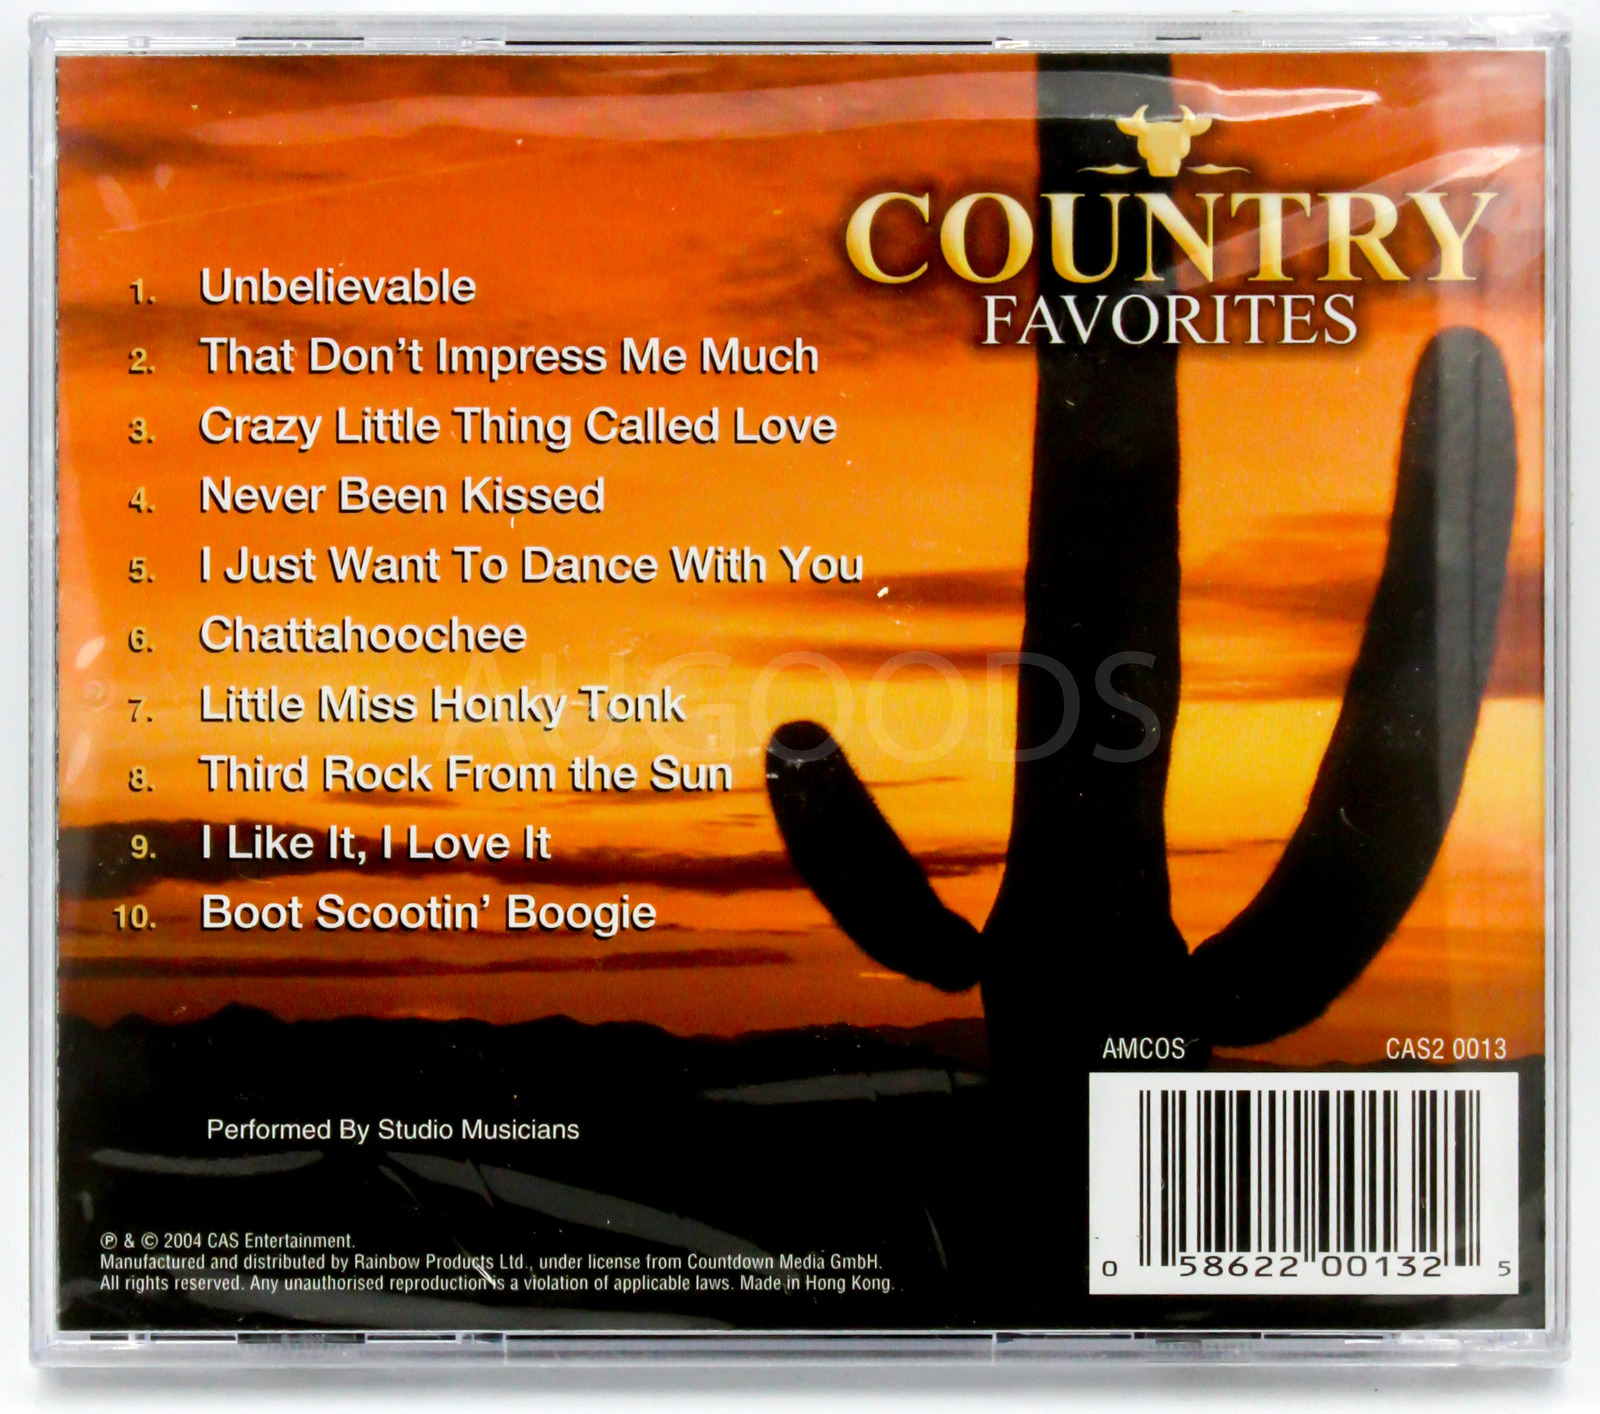 COUNTRY
FAVORITES
1. Unbelievable
2. That Don't Impress Me Much
3. Crazy Little Thing Called Love
4. Never Been Kissed
5. I Just Want To Dance With You
6. Chattahoochee
7. Little Miss Honky Tonk
8. Third Rock From the Sun
9. I Like It, I Love It
10. Boot Scootin' Boogie
AUGOODS
Performed By Studio Musicians
AMCOS CAS2 0013
0 58622 00132 5
℗ & © 2004 CAS Entertainment.
Manufactured and distributed by Rainbow Products Ltd., under license from Countdown Media GmbH.
All rights reserved. Any unauthorised reproduction is a violation of applicable laws. Made in Hong Kong.